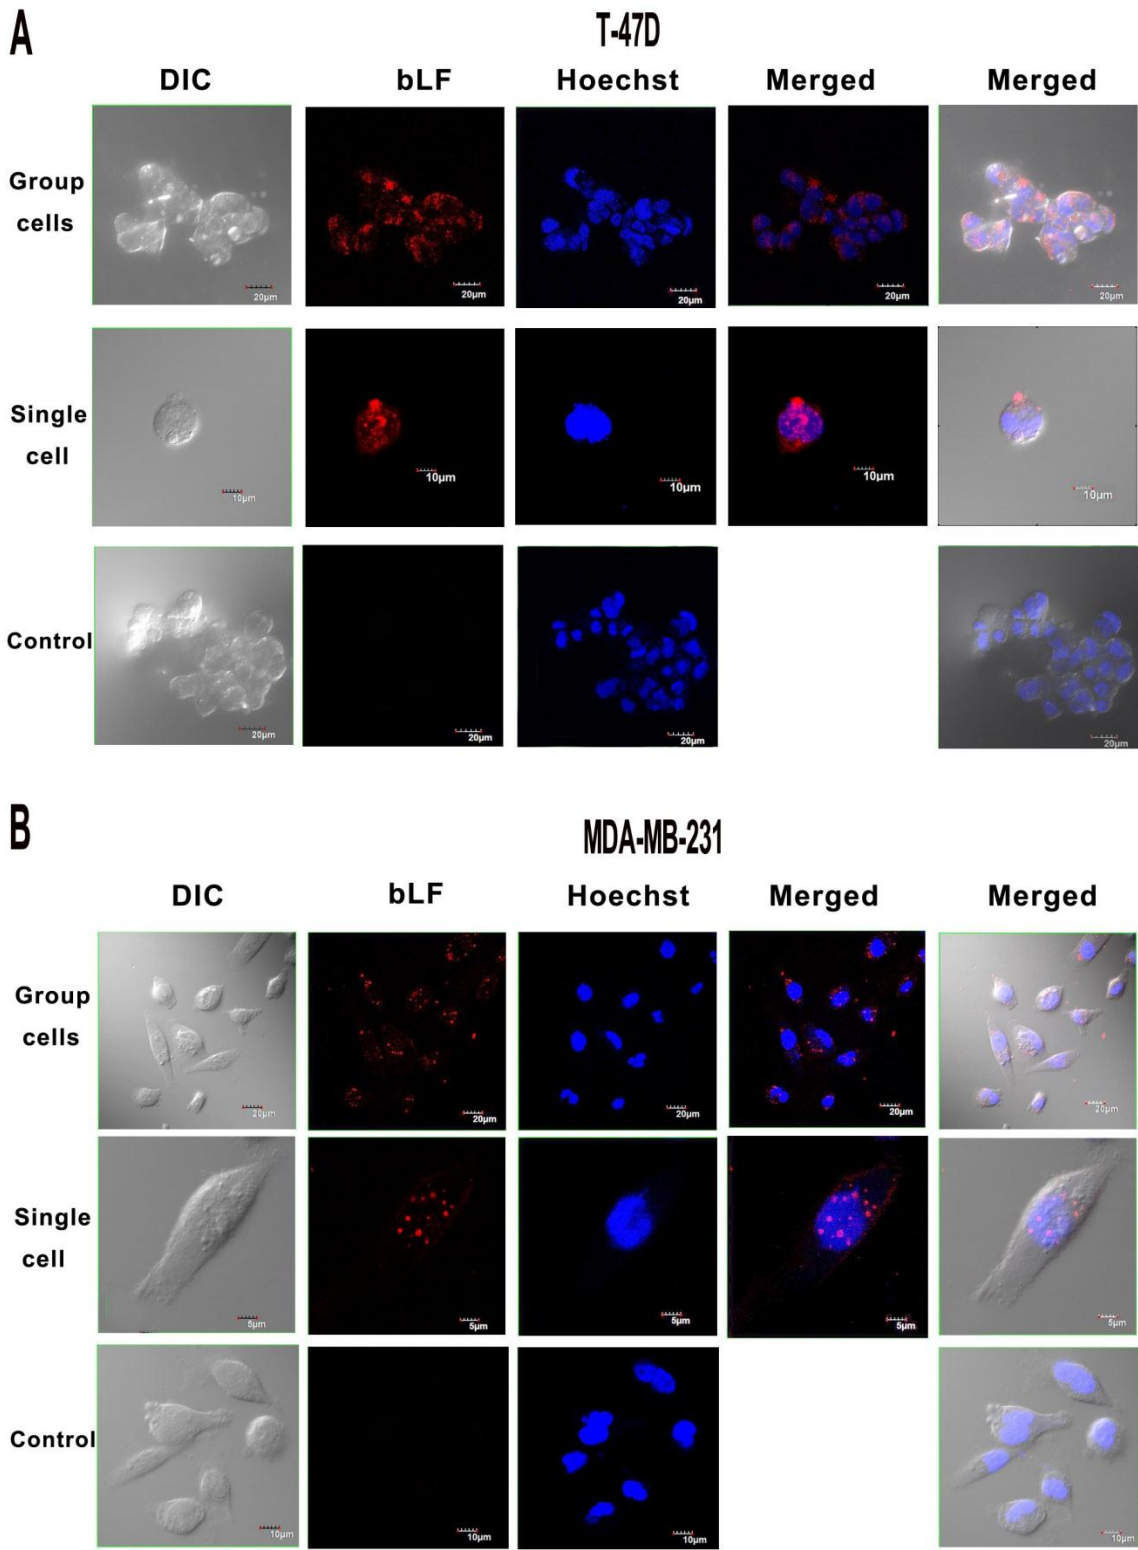 A
T-47D
DIC bLF Hoechst Merged Merged
Group
cells
20µm 20µm 20µm 20µm 20µm
Single
cell
10µm 10µm 10µm 10µm 10µm
Control
20µm 20µm 20µm 20µm
B
MDA-MB-231
DIC bLF Hoechst Merged Merged
Group
cells
20µm 20µm 20µm 20µm 20µm
Single
cell
5µm 5µm 5µm 5µm 5µm
Control
10µm 10µm 10µm 10µm